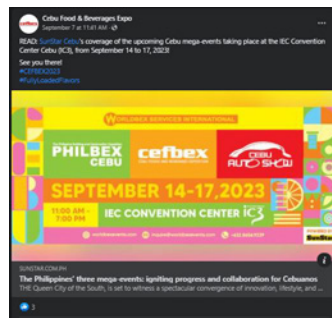 Cebu Food & Beverages Expo
September 7 at 11:41 AM
READ: SunStar Cebu's coverage of the upcoming Cebu mega-events taking place at the IEC Convention
Center Cebu (IC3), from September 14 to 17, 2023!
See you there!
#CEFBEX2023
#FullyLoadedFlavors
WORLDBEX SERVICES INTERNATIONAL
PHILBEX
CEBU
cefbex
CEBU
AUTO SHOW
SEPTEMBER 14-17,2023
11:00 AM -
7:00 PM
IEC CONVENTION CENTER ic3
SunStar
SUNSTAR.COM.PH
The Philippines' three mega-events: igniting progress and collaboration for Cebuanos
THE Queen City of the South, is set to witness a spectacular convergence of innovation, lifestyle, and ...
3